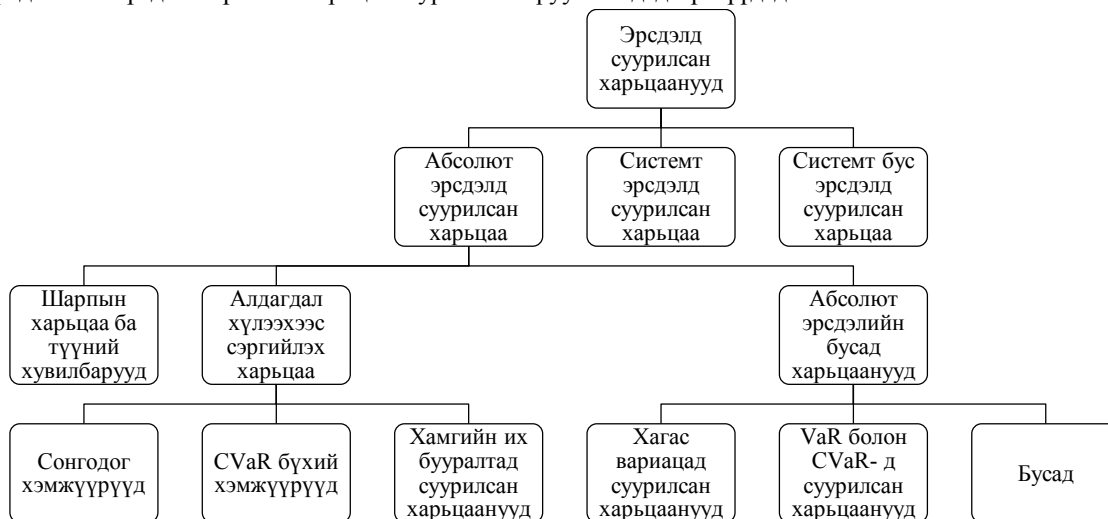 Эрсдэлд
суурилсан
харьцаанууд
Абсолют
эрсдэлд
суурилсан
харьцаа
Системт
эрсдэлд
суурилсан
харьцаа
Системт бус
эрсдэлд
суурилсан
харьцаа
Шарпын
харьцаа ба
түүний
хувилбарууд
Алдагдал
хүлээхээс
сэргийлэх
харьцаа
Абсолют
эрсдэлийн
бусад
харьцаанууд
Сонгодог
хэмжүүрүүд
CVaR бүхий
хэмжүүрүүд
Хамгийн их
бууралтад
суурилсан
харьцаанууд
Хагас
вариацад
суурилсан
харьцаанууд
VaR болон
CVaR- д
суурилсан
харьцаанууд
Бусад